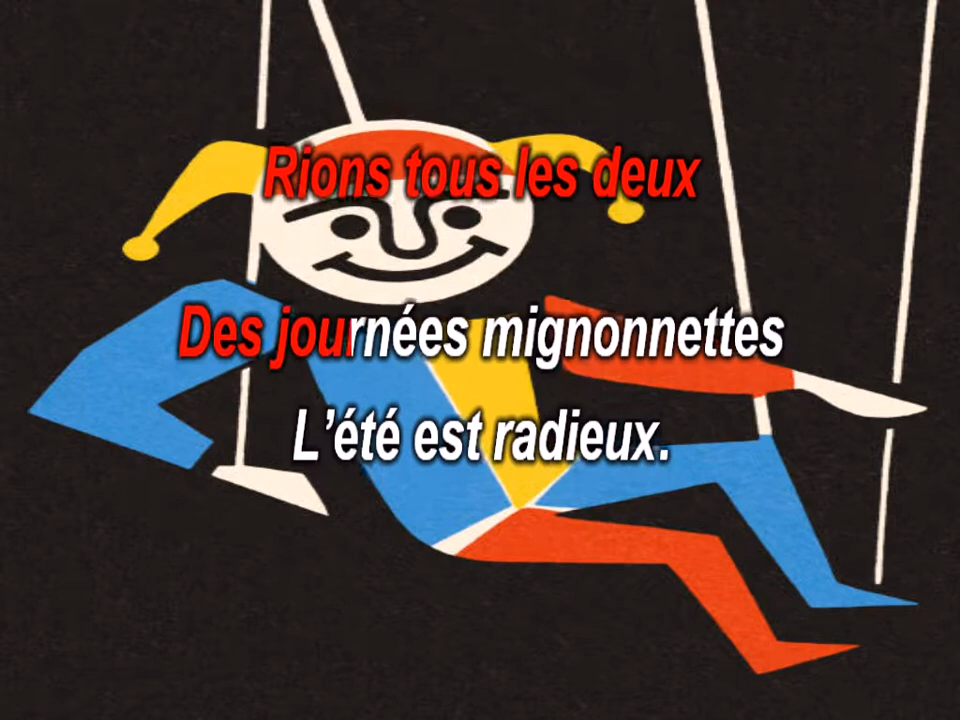 Rions tous les deux
Des journées mignonnettes
L’été est radieux.